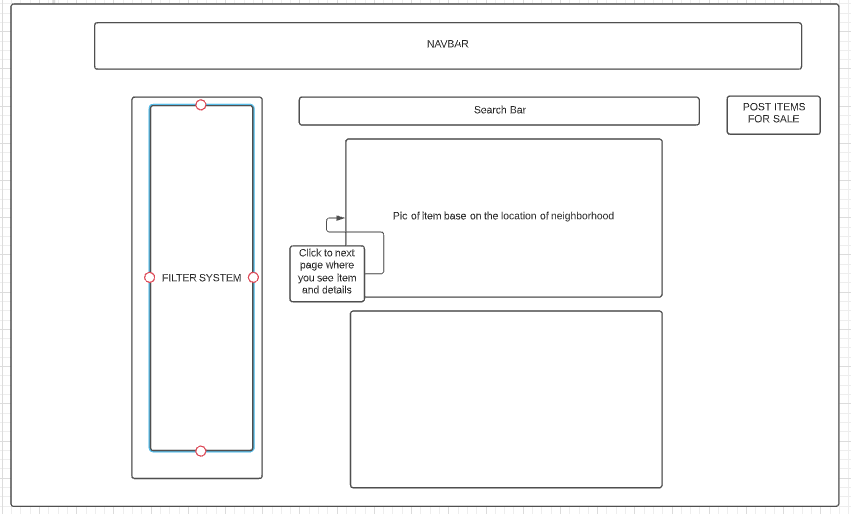 NAVBAR
Search Bar
POST ITEMS
FOR SALE
Pic of item base on the location of neighborhood
Click to next
page where
you see item
and details
FILTER SYSTEM